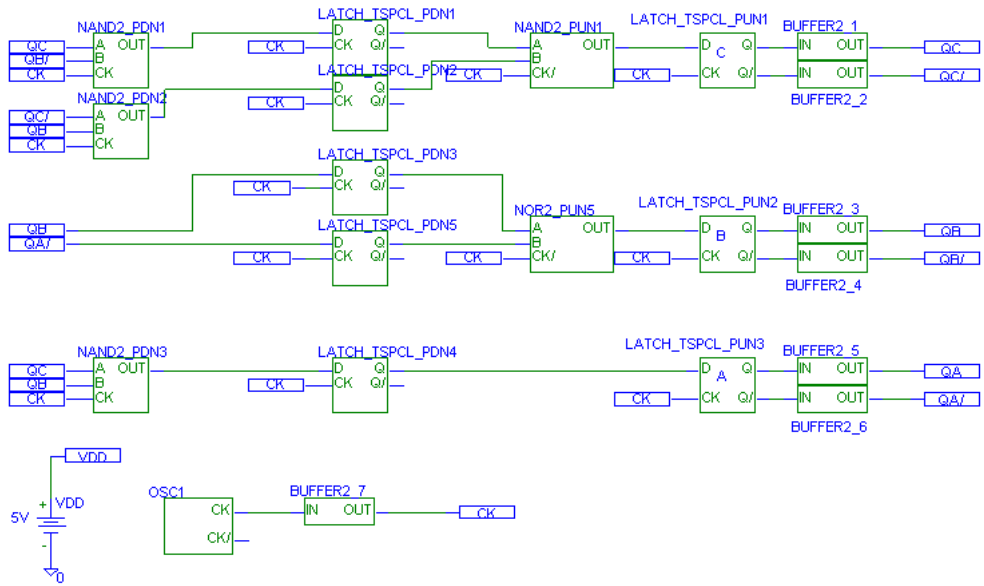 LATCH_TSPCL_PDN1
NAND2_PDN1
NAND2_PUN1
LATCH_TSPCL_PUN1
BUFFER2_1
QC
QB/
CK
A OUT
B
CK
CK
D Q
CK Q/
A OUT
B
CK/
CK
CK
D Q
C
CK Q/
IN OUT
IN OUT
QC
QC/
BUFFER2_2
LATCH_TSPCL_PDN2
CK
D Q
CK Q/
NAND2_PDN2
QC/
QB
CK
A OUT
B
CK
LATCH_TSPCL_PDN3
CK
D Q
CK Q/
QB
QA/
LATCH_TSPCL_PDN5
CK
D Q
CK Q/
NOR2_PUN5
CK
A OUT
B
CK/
LATCH_TSPCL_PUN2
CK
D Q
B
CK Q/
BUFFER2_3
IN OUT
IN OUT
QB
QB/
BUFFER2_4
NAND2_PDN3
QC
QB
CK
A OUT
B
CK
LATCH_TSPCL_PDN4
CK
D Q
CK Q/
LATCH_TSPCL_PUN3
CK
D Q
A
CK Q/
BUFFER2_5
IN OUT
IN OUT
QA
QA/
BUFFER2_6
VDD
+ VDD
5V
-
0
OSC1
CK
CK/
BUFFER2_7
IN OUT
CK